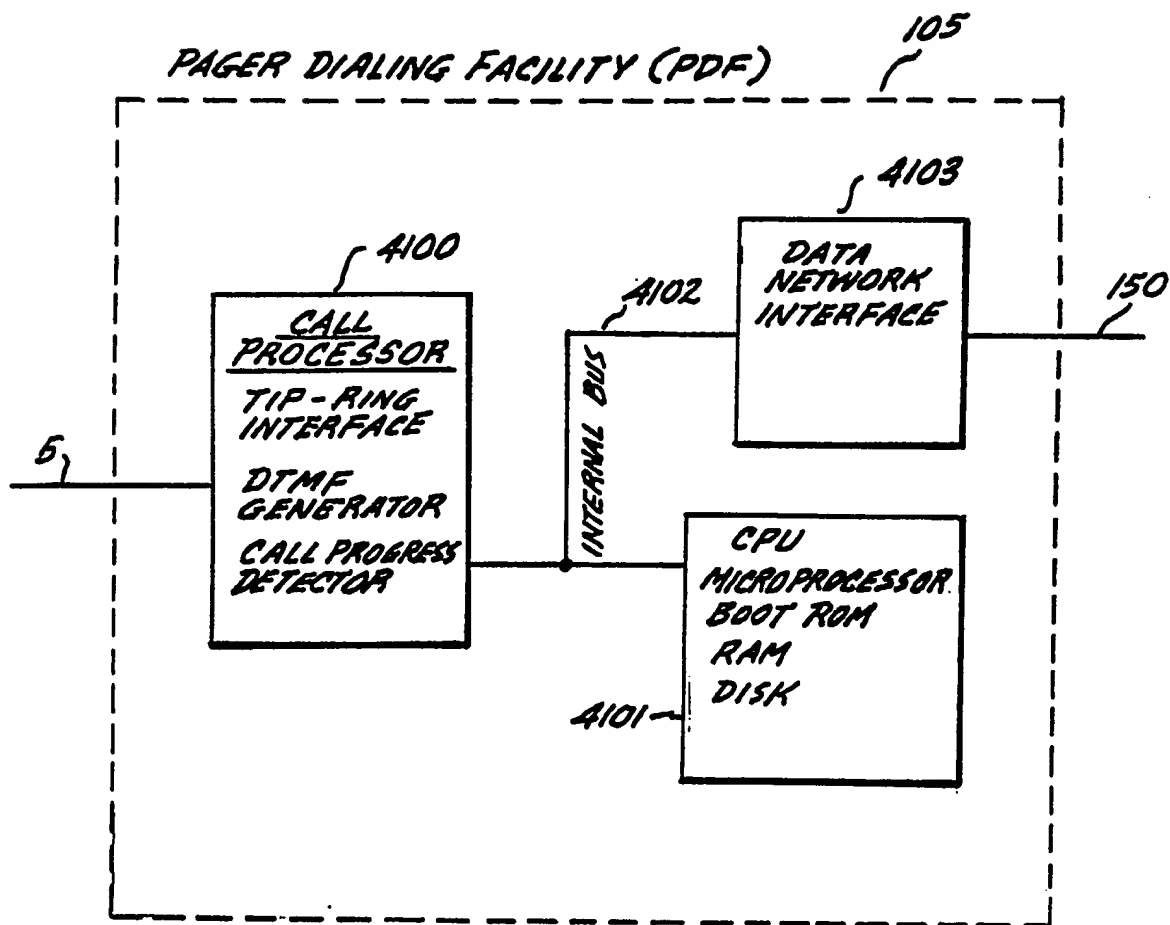 105
PAGER DIALING FACILITY (PDF)
4103
4100
DATA
NETWORK
INTERFACE
4102
150
CALL
PROCESSOR
TIP-RING
INTERFACE
DTMF
GENERATOR
CALL PROGRESS
DETECTOR
5
INTERNAL BUS
CPU
MICROPROCESSOR
BOOT ROM
RAM
DISK
4101